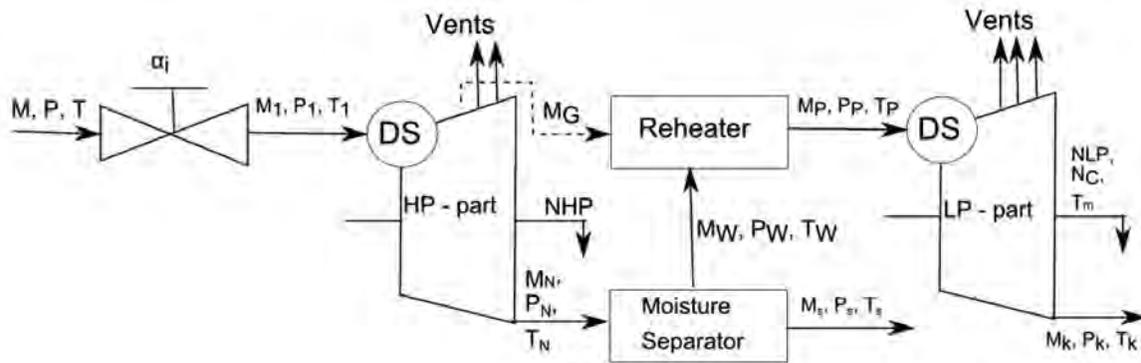 Vents
Vents
αi
M, P, T
M1, P1, T1
DS
MG
Reheater
MP, PP, TP
DS
HP - part
NHP
MW, PW, TW
LP - part
NLP,
NC,
Tm
MN,
PN,
TN
Moisture
Separator
Ms, Ps, Ts
Mk, Pk, Tk